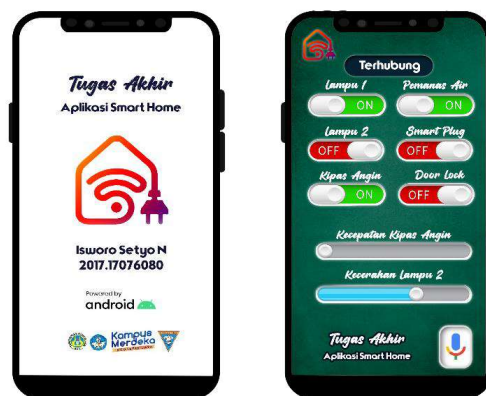 Tugas Akhir
Aplikasi Smart Home
Isworo Setyo N
2017.17076080
Powered by
android
Kampus
Merdeka
Terhubung
Lampu 1 Pemanas Air
ON ON
Lampu 2 Smart Plug
OFF OFF
Kipas Angin Door Lock
ON OFF
Kecepatan Kipas Angin
Kecerahan Lampu 2
Tugas Akhir
Aplikasi Smart Home